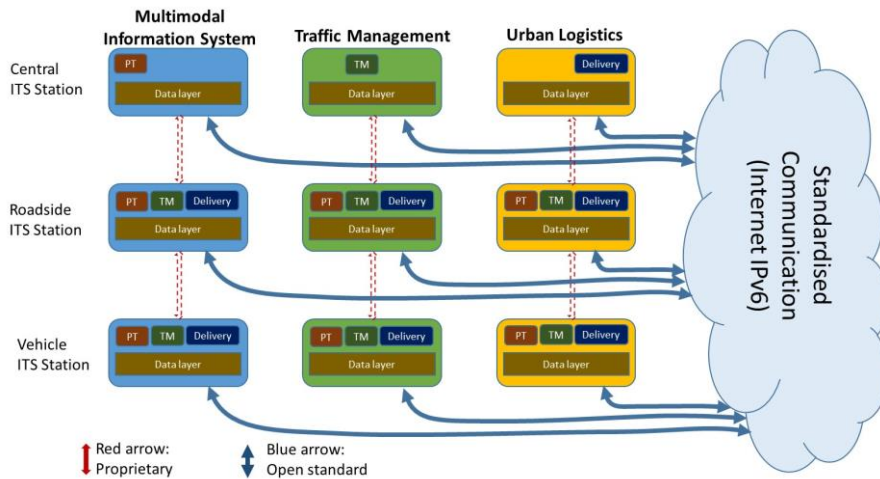 Multimodal
Information System
Traffic Management
Urban Logistics
Central
ITS Station
PT
Data layer
TM
Data layer
Delivery
Data layer
Roadside
ITS Station
PT TM Delivery
Data layer
PT TM Delivery
Data layer
PT TM Delivery
Data layer
Vehicle
ITS Station
PT TM Delivery
Data layer
PT TM Delivery
Data layer
PT TM Delivery
Data layer
Standardised
Communication
(Internet IPv6)
Red arrow:
Proprietary
Blue arrow:
Open standard